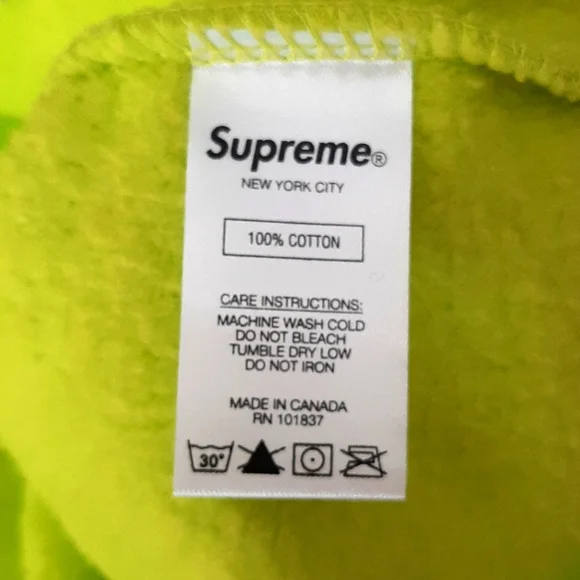 Supreme®
NEW YORK CITY
100% COTTON
CARE INSTRUCTIONS:
MACHINE WASH COLD
DO NOT BLEACH
TUMBLE DRY LOW
DO NOT IRON
MADE IN CANADA
RN 101837
30°